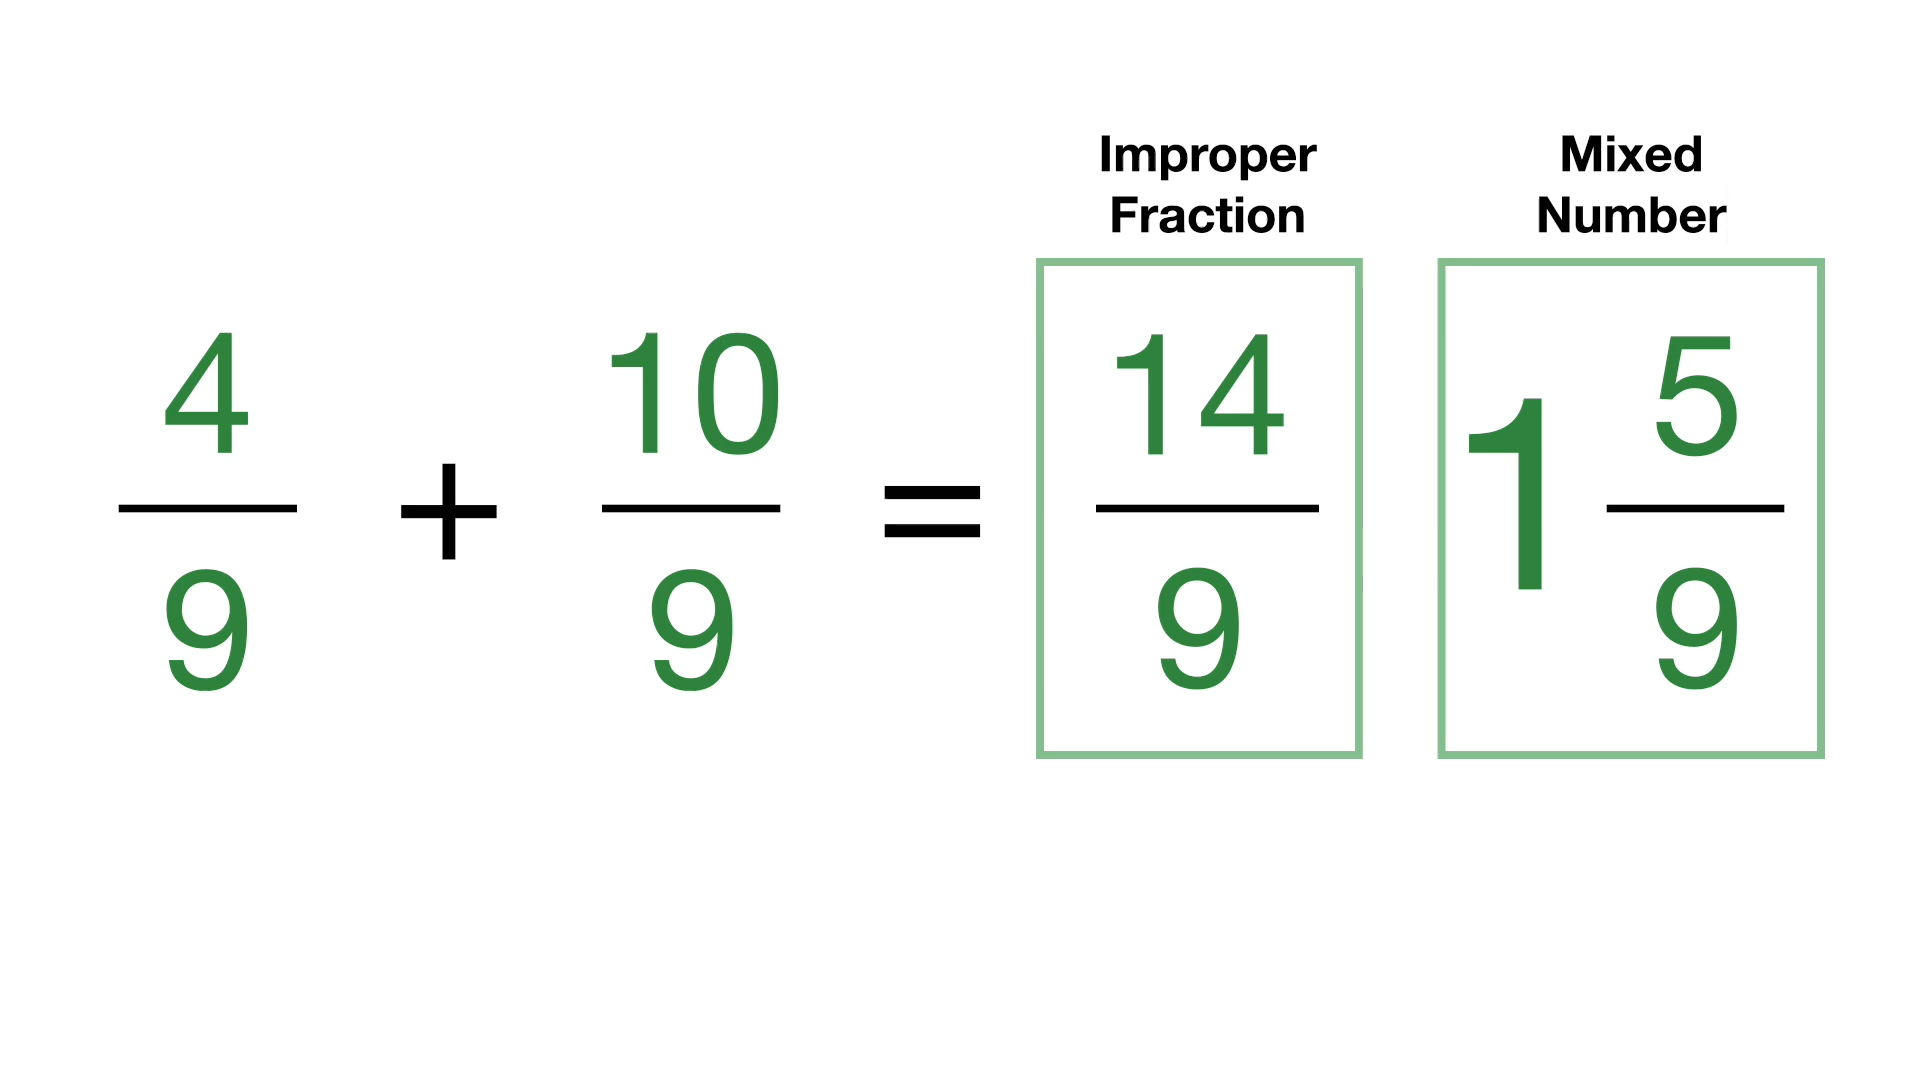 Improper
Fraction
Mixed
Number
4
9
+
10
9
=
14
9
1
5
9